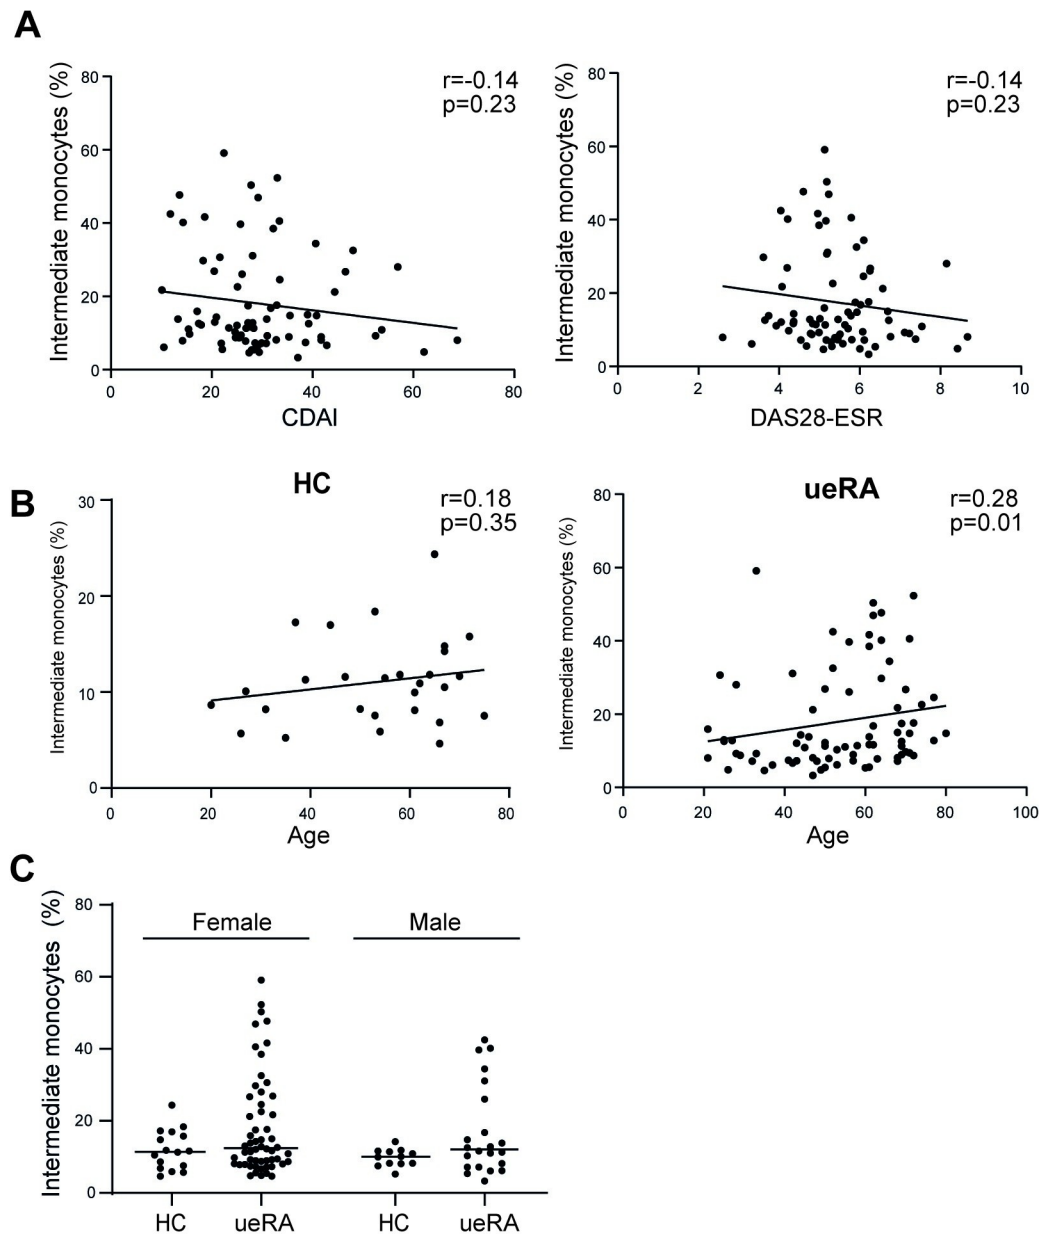 A
Intermediate monocytes (%)
80
60
40
20
0
0 20 40 60 80
CDAI
r=-0.14
p=0.23
Intermediate monocytes (%)
80
60
40
20
0
0 2 4 6 8 10
DAS28-ESR
r=-0.14
p=0.23
B
HC
Intermediate monocytes (%)
30
20
10
0
0 20 40 60 80
Age
r=0.18
p=0.35
ueRA
Intermediate monocytes (%)
80
60
40
20
0
0 20 40 60 80 100
Age
r=0.28
p=0.01
C
Intermediate monocytes (%)
80
60
40
20
0
Female Male
HC ueRA HC ueRA